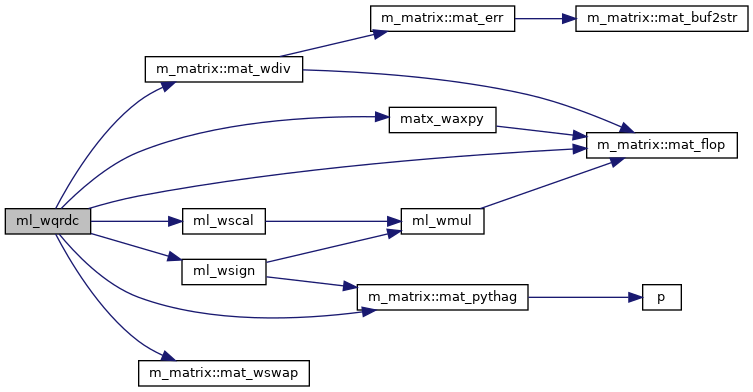 m_matrix::mat_err
m_matrix::mat_buf2str
m_matrix::mat_wdiv
matx_waxpy
m_matrix::mat_flop
ml_wqrdc
ml_wscal
ml_wmul
ml_wsign
m_matrix::mat_pythag
p
m_matrix::mat_wswap